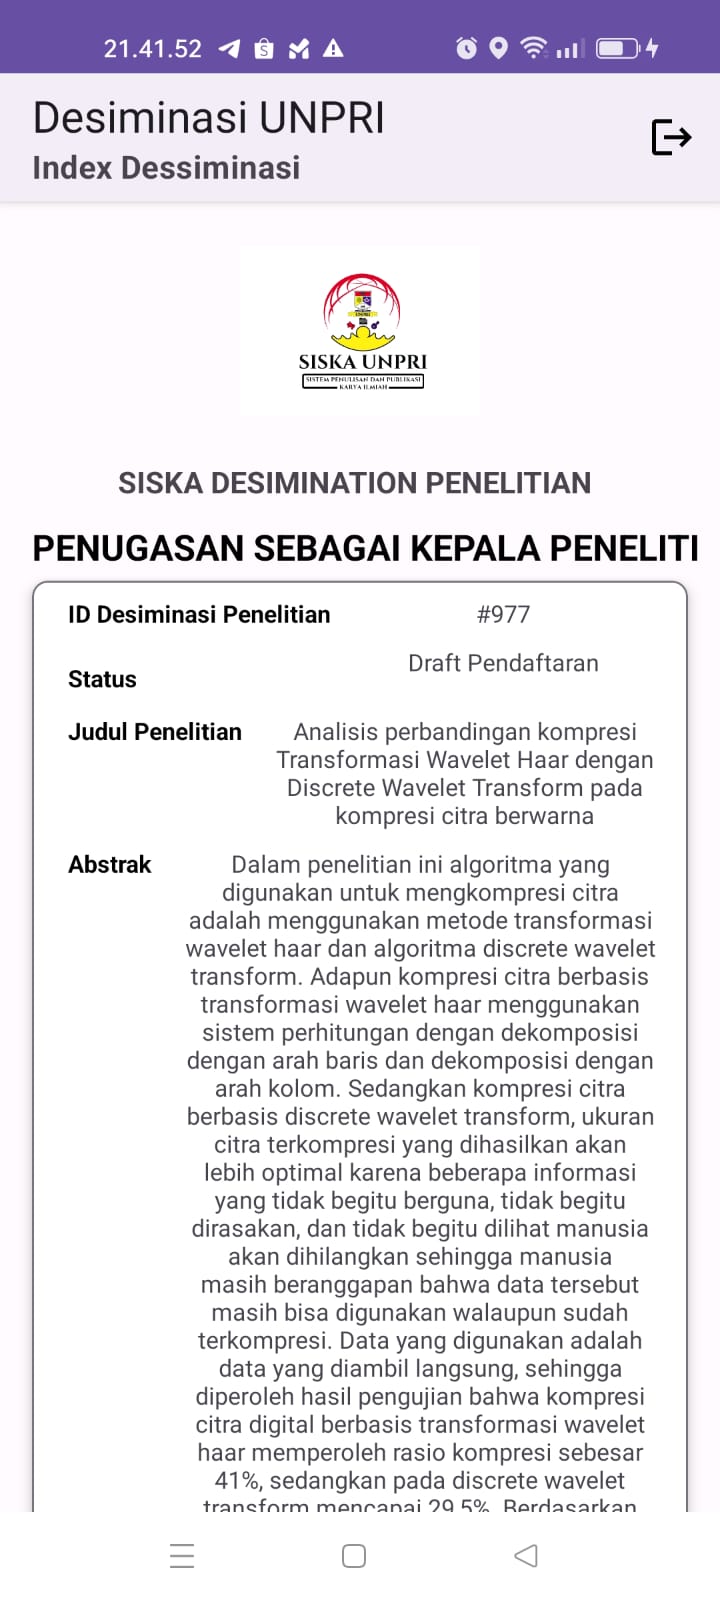 21.41.52
Desiminasi UNPRI
Index Dessiminasi
SISKA UNPRI
SISTEM PENULISAN DAN PUBLIKASI
KARYA ILMIAH
SISKA DESIMINATION PENELITIAN
PENUGASAN SEBAGAI KEPALA PENELITI
ID Desiminasi Penelitian #977
Status Draft Pendaftaran
Judul Penelitian Analisis perbandingan kompresi
Transformasi Wavelet Haar dengan
Discrete Wavelet Transform pada
kompresi citra berwarna
Abstrak Dalam penelitian ini algoritma yang
digunakan untuk mengkompresi citra
adalah menggunakan metode transformasi
wavelet haar dan algoritma discrete wavelet
transform. Adapun kompresi citra berbasis
transformasi wavelet haar menggunakan
sistem perhitungan dengan dekomposisi
dengan arah baris dan dekomposisi dengan
arah kolom. Sedangkan kompresi citra
berbasis discrete wavelet transform, ukuran
citra terkompresi yang dihasilkan akan
lebih optimal karena beberapa informasi
yang tidak begitu berguna, tidak begitu
dirasakan, dan tidak begitu dilihat manusia
akan dihilangkan sehingga manusia
masih beranggapan bahwa data tersebut
masih bisa digunakan walaupun sudah
terkompresi. Data yang digunakan adalah
data yang diambil langsung, sehingga
diperoleh hasil pengujian bahwa kompresi
citra digital berbasis transformasi wavelet
haar memperoleh rasio kompresi sebesar
41%, sedangkan pada discrete wavelet
transform mencapai 29.5%. Berdasarkan